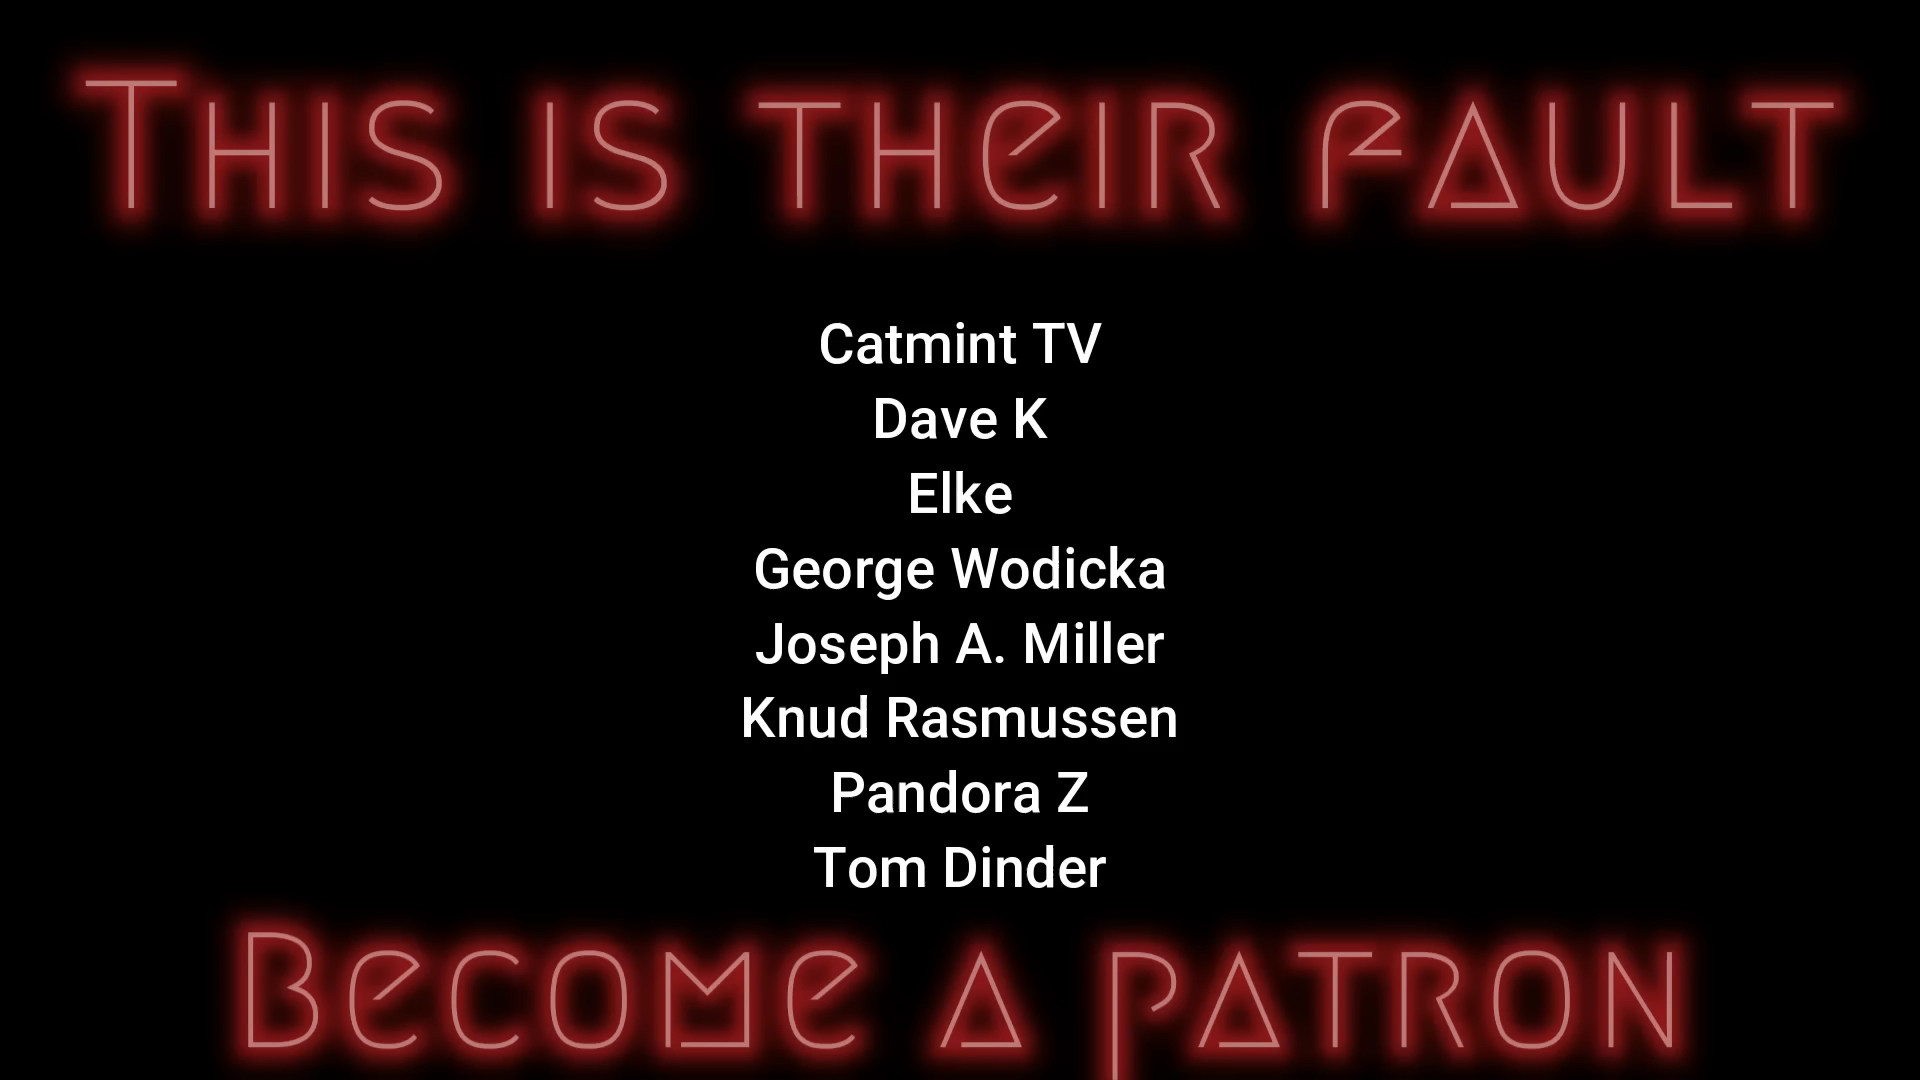 This is their fault
Catmint TV
Dave K
Elke
George Wodicka
Joseph A. Miller
Knud Rasmussen
Pandora Z
Tom Dinder
Become a patron